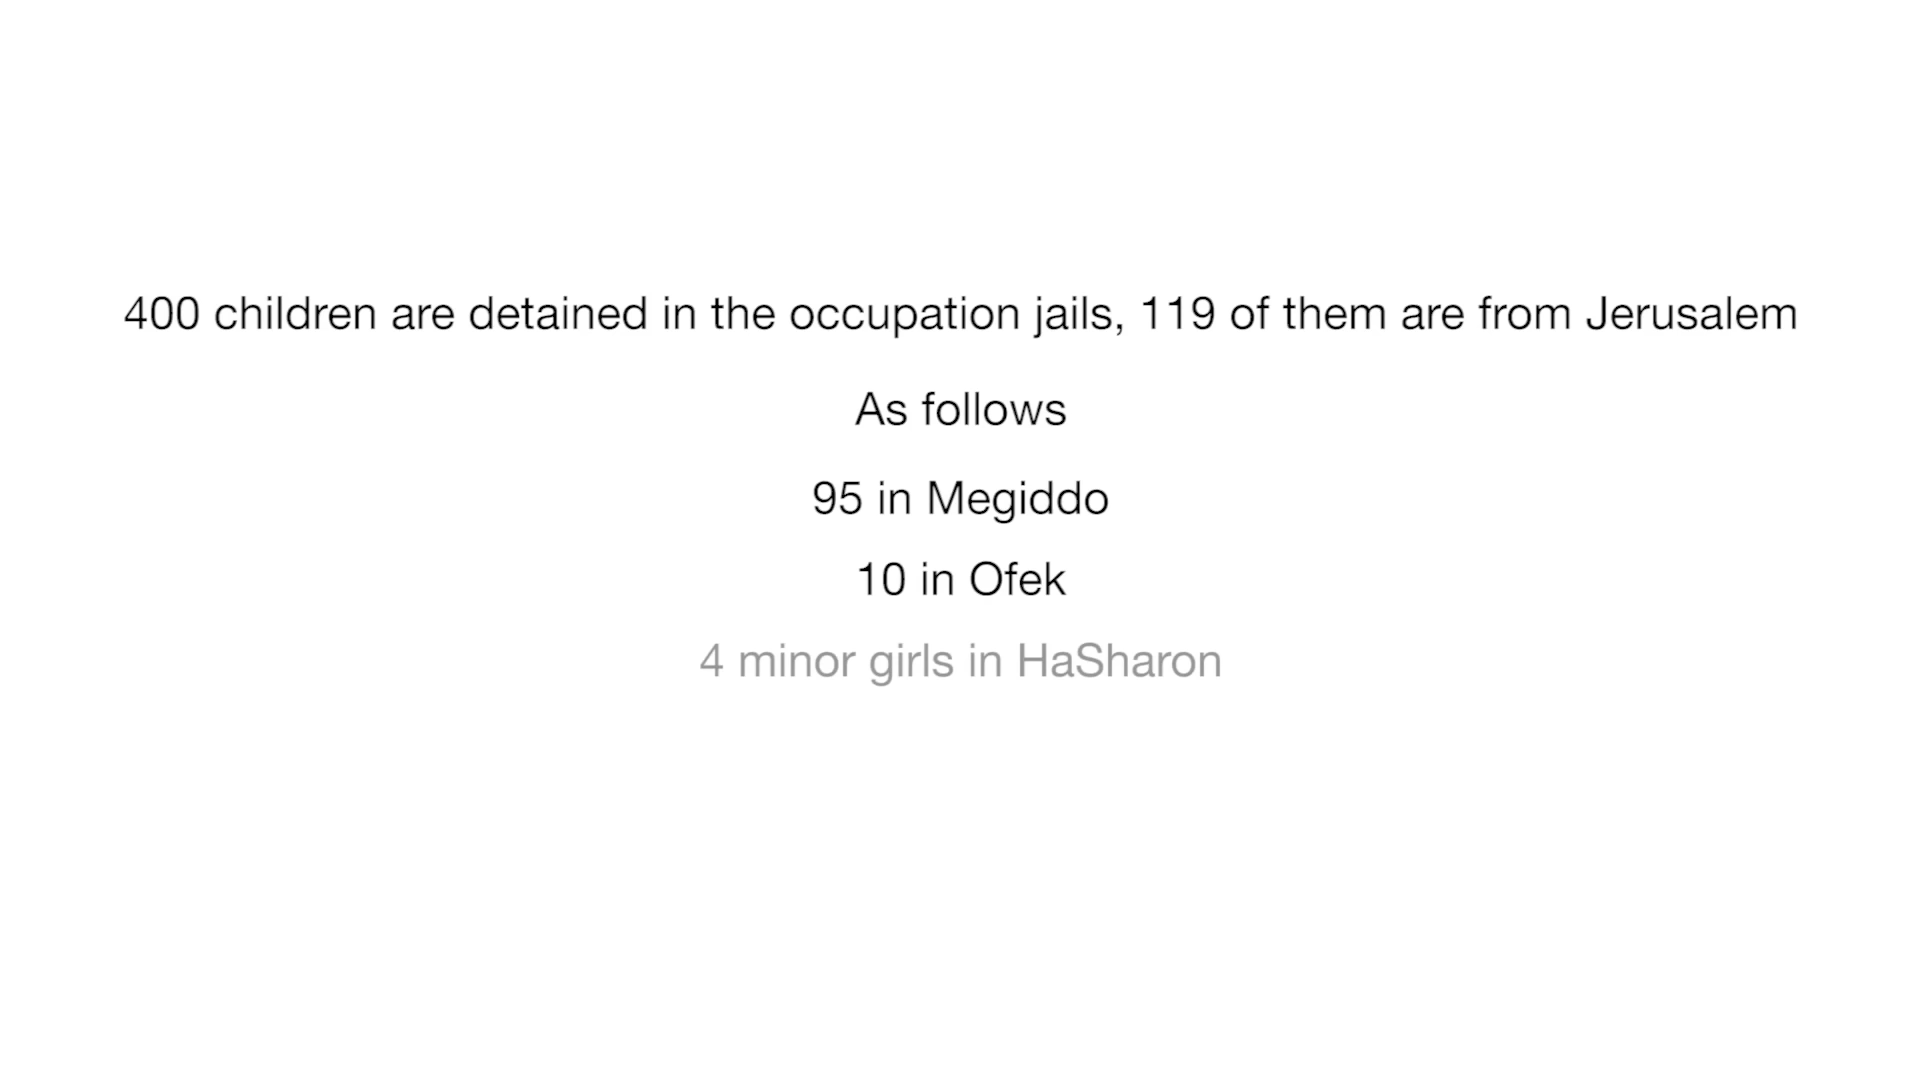 400 children are detained in the occupation jails, 119 of them are from Jerusalem
As follows
95 in Megiddo
10 in Ofek
4 minor girls in HaSharon